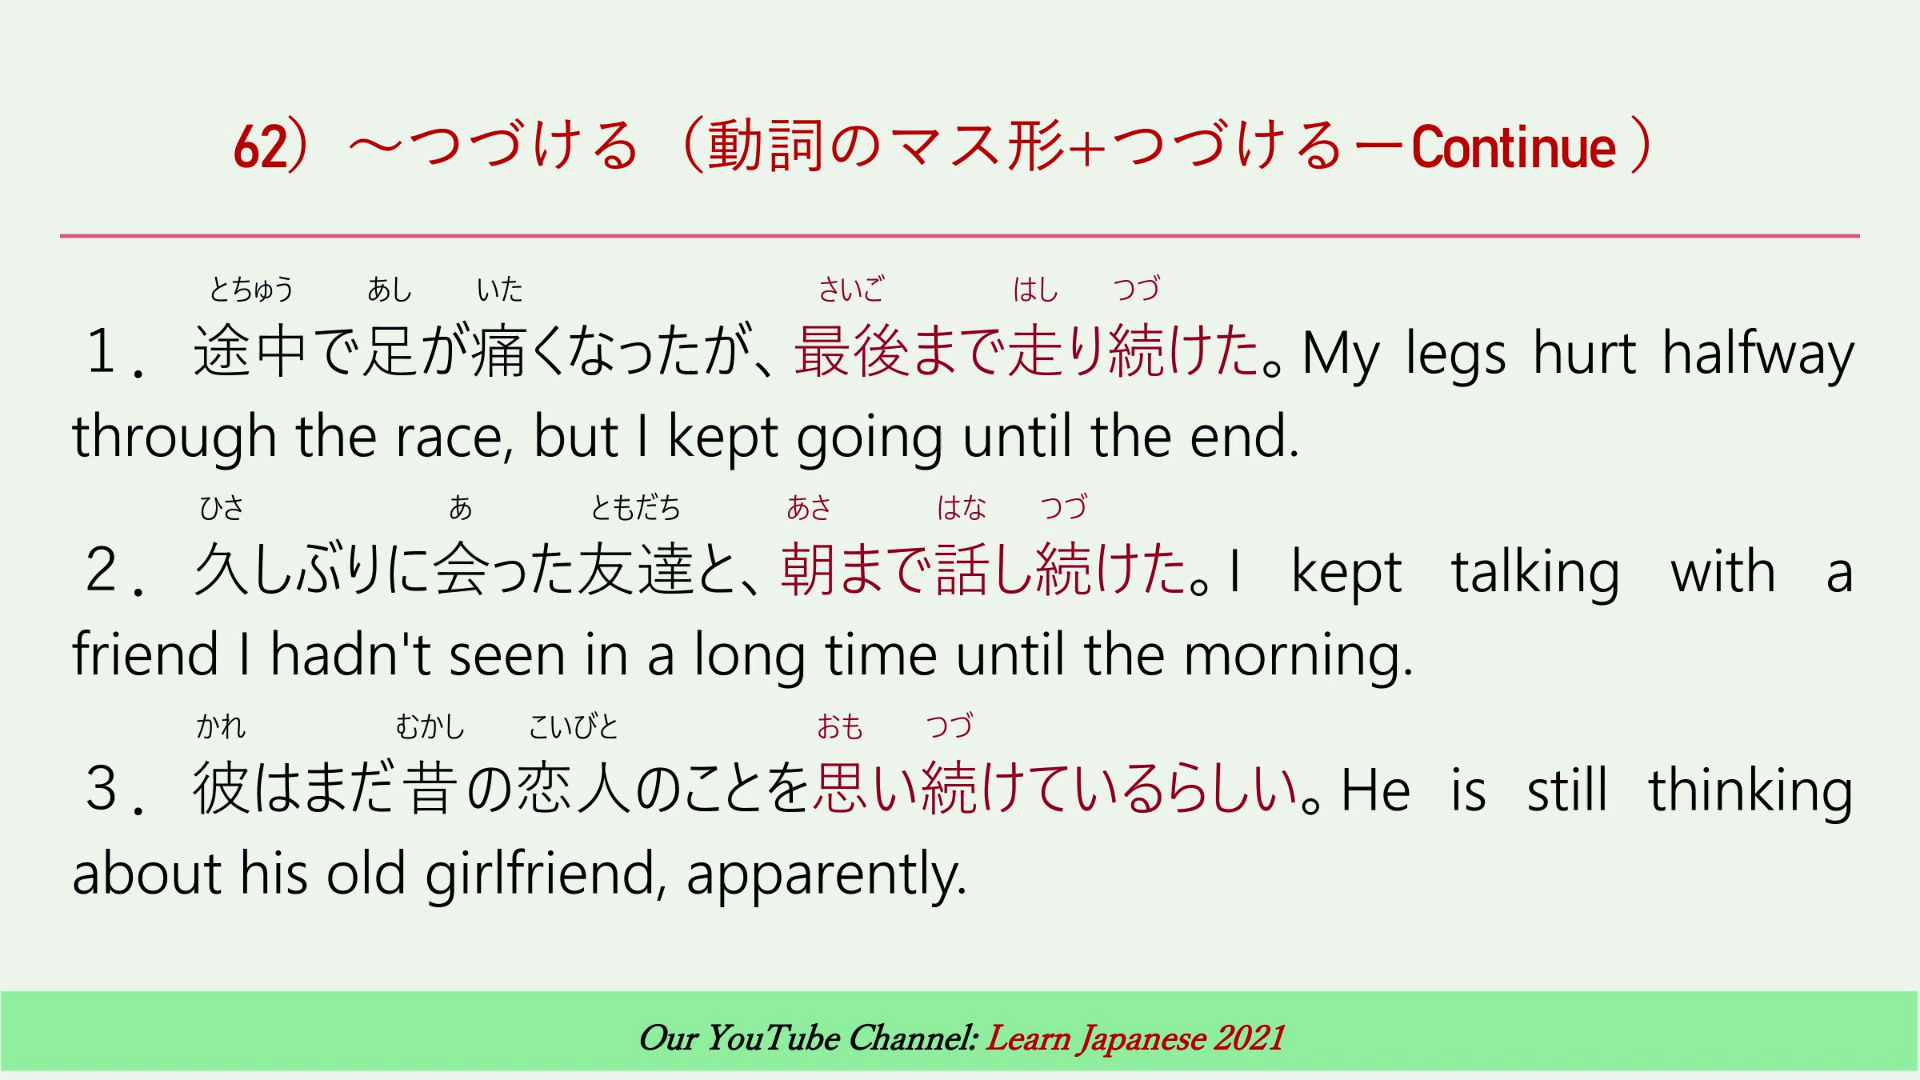 62）～つづける（動詞のマス形+つづけるーContinue ）
とちゅう あし いた さいご はし つづ
１． 途中で足が痛くなったが、最後まで走り続けた。My legs hurt halfway
through the race, but I kept going until the end.
ひさ あ ともだち あさ はな つづ
２． 久しぶりに会った友達と、朝まで話し続けた。I kept talking with a
friend I hadn't seen in a long time until the morning.
かれ むかし こいびと おも つづ
３． 彼はまだ昔の恋人のことを思い続けているらしい。He is still thinking
about his old girlfriend, apparently.
Our YouTube Channel: Learn Japanese 2021